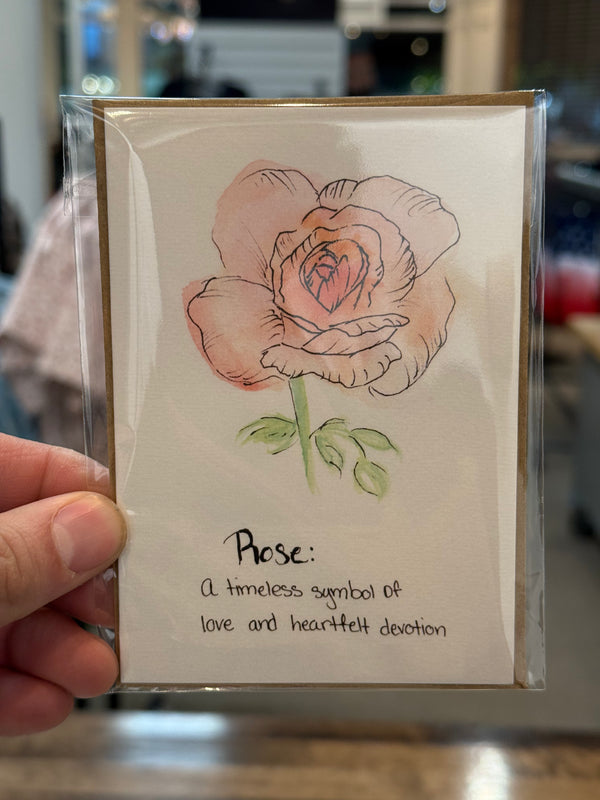 Rose:
a timeless symbol of
love and heartfelt devotion